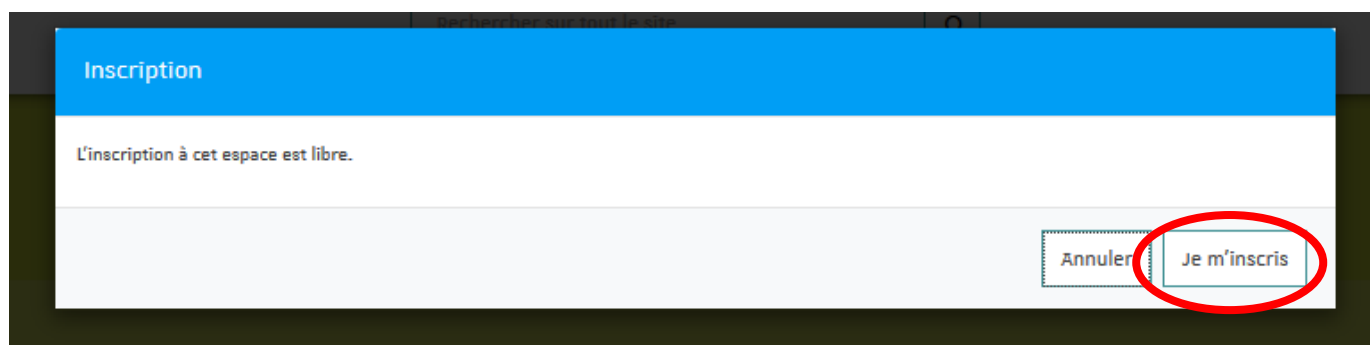 Rechercher sur tout le site
Inscription
L'inscription à cet espace est libre.
Annuler
Je m'inscris